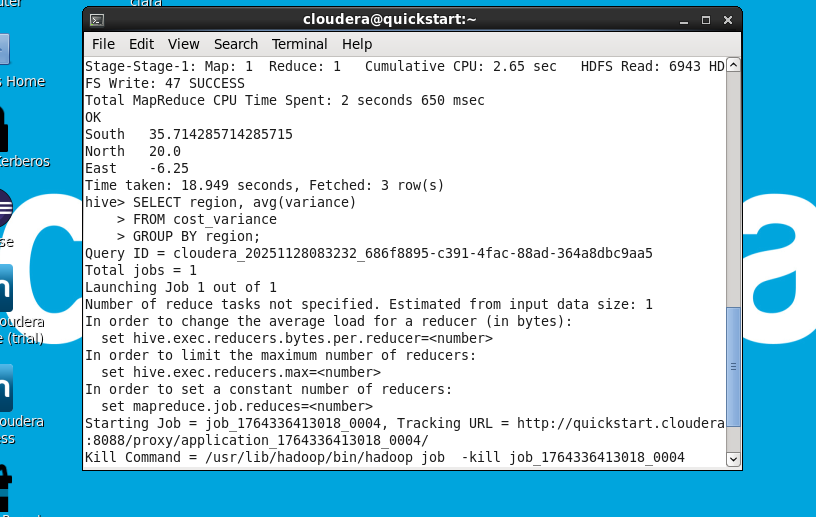 cloudera@quickstart:~
File Edit View Search Terminal Help
Stage-Stage-1: Map: 1  Reduce: 1   Cumulative CPU: 2.65 sec   HDFS Read: 6943 HD
FS Write: 47 SUCCESS
Total MapReduce CPU Time Spent: 2 seconds 650 msec
OK
South   35.714285714285715
North   20.0
East    -6.25
Time taken: 18.949 seconds, Fetched: 3 row(s)
hive> SELECT region, avg(variance)
    > FROM cost_variance
    > GROUP BY region;
Query ID = cloudera_20251128083232_686f8895-c391-4fac-88ad-364a8dbc9aa5
Total jobs = 1
Launching Job 1 out of 1
Number of reduce tasks not specified. Estimated from input data size: 1
In order to change the average load for a reducer (in bytes):
  set hive.exec.reducers.bytes.per.reducer=<number>
In order to limit the maximum number of reducers:
  set hive.exec.reducers.max=<number>
In order to set a constant number of reducers:
  set mapreduce.job.reduces=<number>
Starting Job = job_1764336413018_0004, Tracking URL = http://quickstart.cloudera
:8088/proxy/application_1764336413018_0004/
Kill Command = /usr/lib/hadoop/bin/hadoop job  -kill job_1764336413018_0004
s Home
erberos
se
oudera
e (trial)
oudera
ss